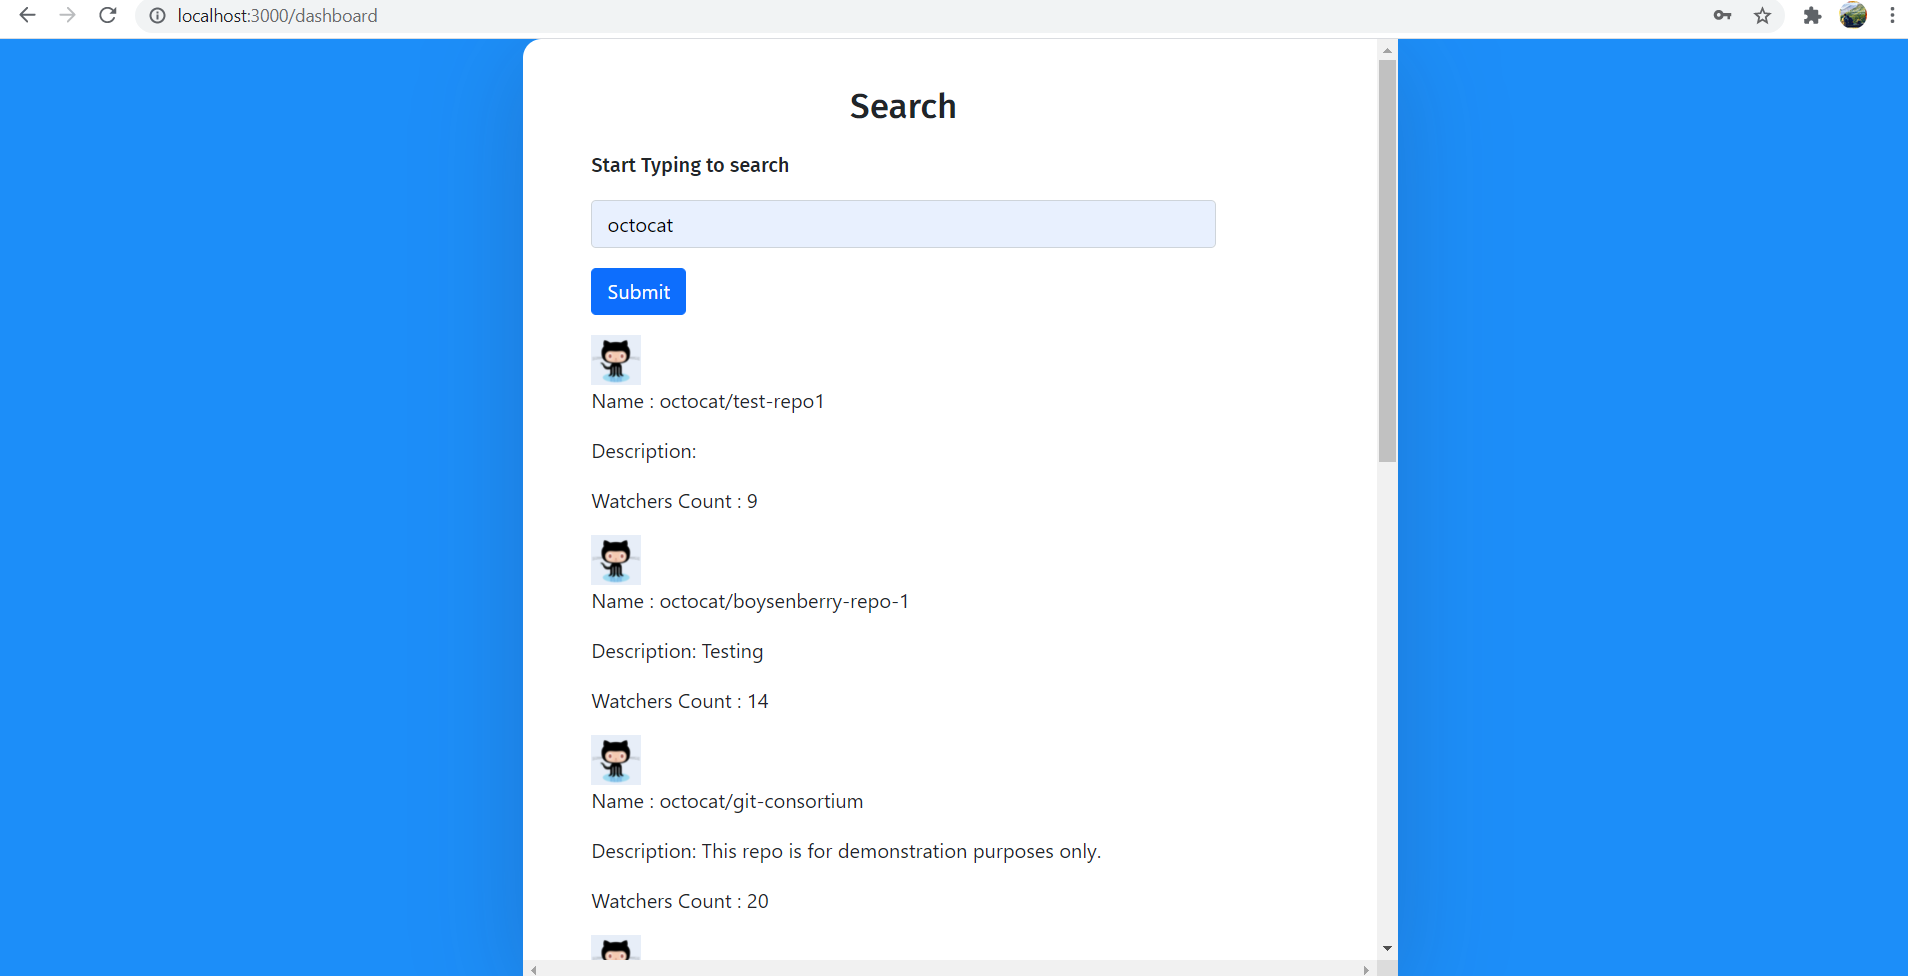 localhost:3000/dashboard
Search
Start Typing to search
octocat
Submit
Name : octocat/test-repo1
Description:
Watchers Count : 9
Name : octocat/boysenberry-repo-1
Description: Testing
Watchers Count : 14
Name : octocat/git-consortium
Description: This repo is for demonstration purposes only.
Watchers Count : 20